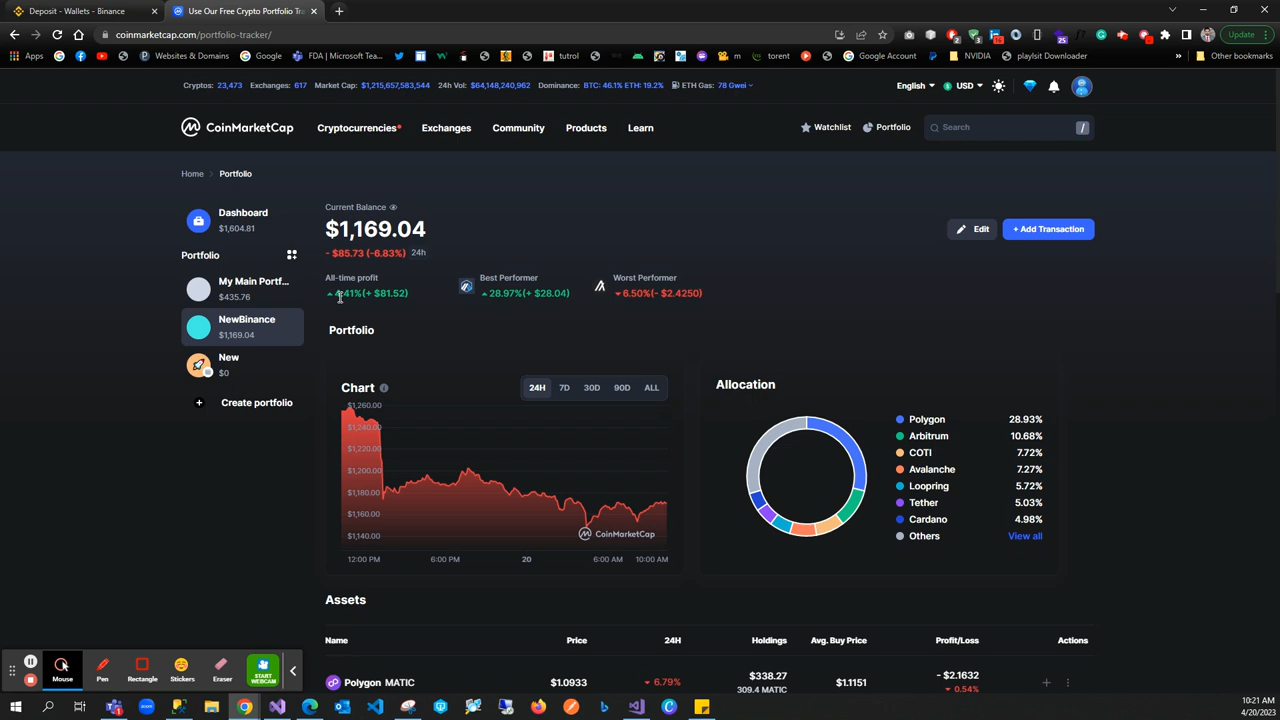 Deposit - Wallets - Binance
Use Our Free Crypto Portfolio Tra
coinmarketcap.com/portfolio-tracker/
Update
Apps
Websites & Domains
Google
FDA | Microsoft Tea...
tutrol
m
torent
Google Account
NVIDIA
playlsit Downloader
»
Other bookmarks
Cryptos: 23,473 Exchanges: 617 Market Cap: $1,215,657,583,544 24h Vol: $64,148,240,962 Dominance: BTC: 46.1% ETH: 19.2% ETH Gas: 78 Gwei
English
USD
CoinMarketCap
Cryptocurrencies
Exchanges
Community
Products
Learn
Watchlist
Portfolio
Search
/
Home > Portfolio
Dashboard
$1,604.81
Portfolio
My Main Portf...
$435.76
NewBinance
$1,169.04
New
$0
+ Create portfolio
Current Balance
$1,169.04
- $85.73 (-6.83%) 24h
Edit
+ Add Transaction
All-time profit
41%(+ $81.52)
Best Performer
28.97%(+ $28.04)
Worst Performer
6.50%(- $2.4250)
Portfolio
Chart
24H 7D 30D 90D ALL
$1,260.00
$1,240.00
$1,220.00
$1,200.00
$1,180.00
$1,160.00
$1,140.00
CoinMarketCap
12:00 PM 6:00 PM 20 6:00 AM 10:00 AM
Allocation
Polygon 28.93%
Arbitrum 10.68%
COTI 7.72%
Avalanche 7.27%
Loopring 5.72%
Tether 5.03%
Cardano 4.98%
Others View all
Assets
Name Price 24H Holdings Avg. Buy Price Profit/Loss Actions
Polygon MATIC $1.0933 6.79% $338.27 $1.1151 - $2.1632
309.4 MATIC 0.54%
Mouse
Pen
Rectangle
Stickers
Eraser
START
WEBCAM
10:21 AM
4/20/2023